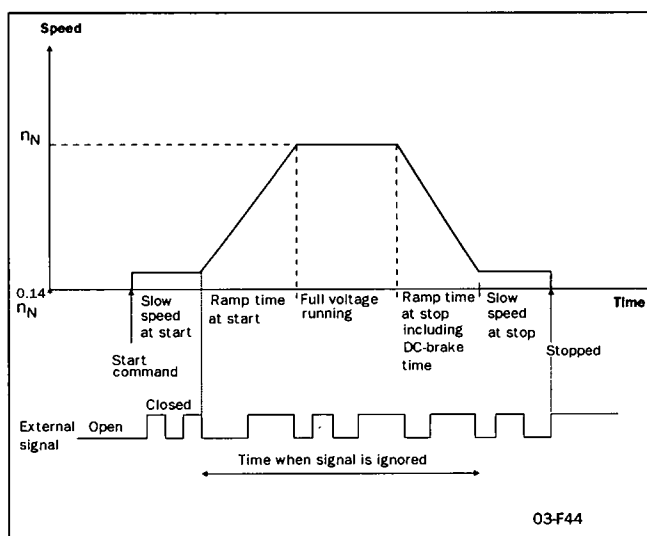 Speed
nN
0.14
nN
Slow
speed
at start
Ramp time
at start
Full voltage
running
Ramp time
at stop
including
DC-brake
time
Slow
speed
at stop
Time
Start
command
Stopped
Closed
External
signal
Open
Time when signal is ignored
03-F44